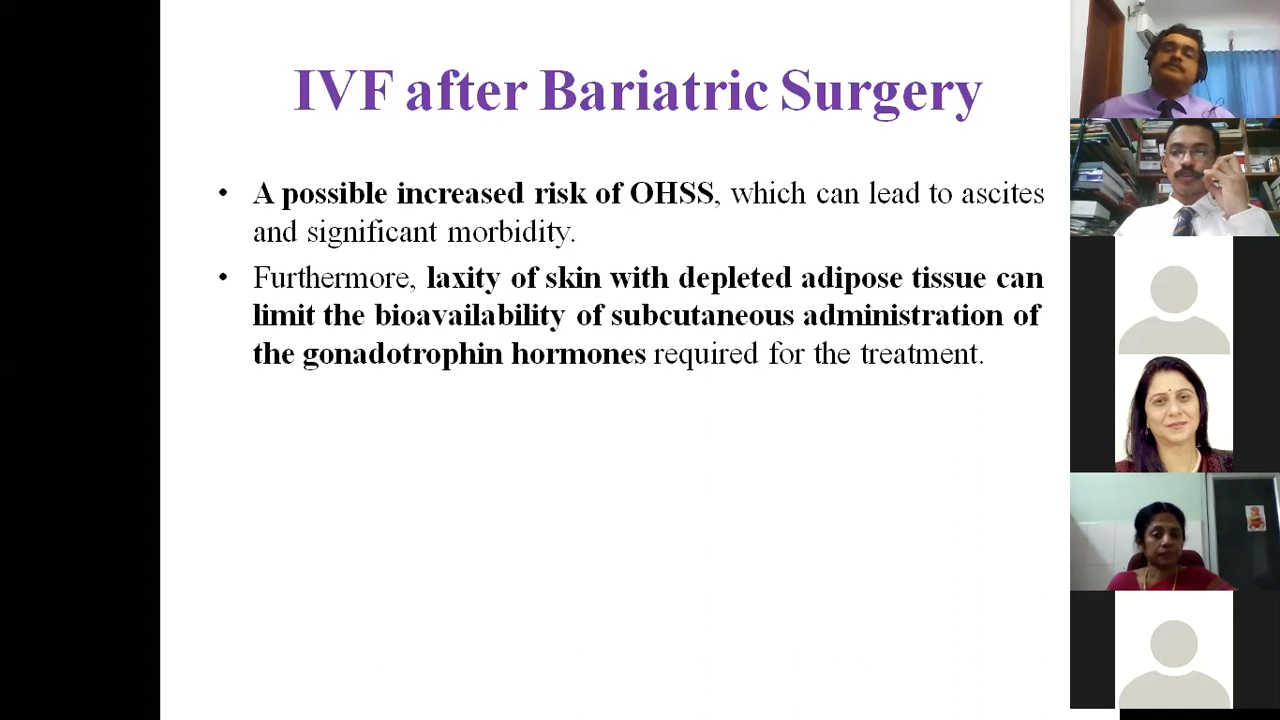 IVF after Bariatric Surgery
• A possible increased risk of OHSS, which can lead to ascites
and significant morbidity.
• Furthermore, laxity of skin with depleted adipose tissue can
limit the bioavailability of subcutaneous administration of
the gonadotrophin hormones required for the treatment.